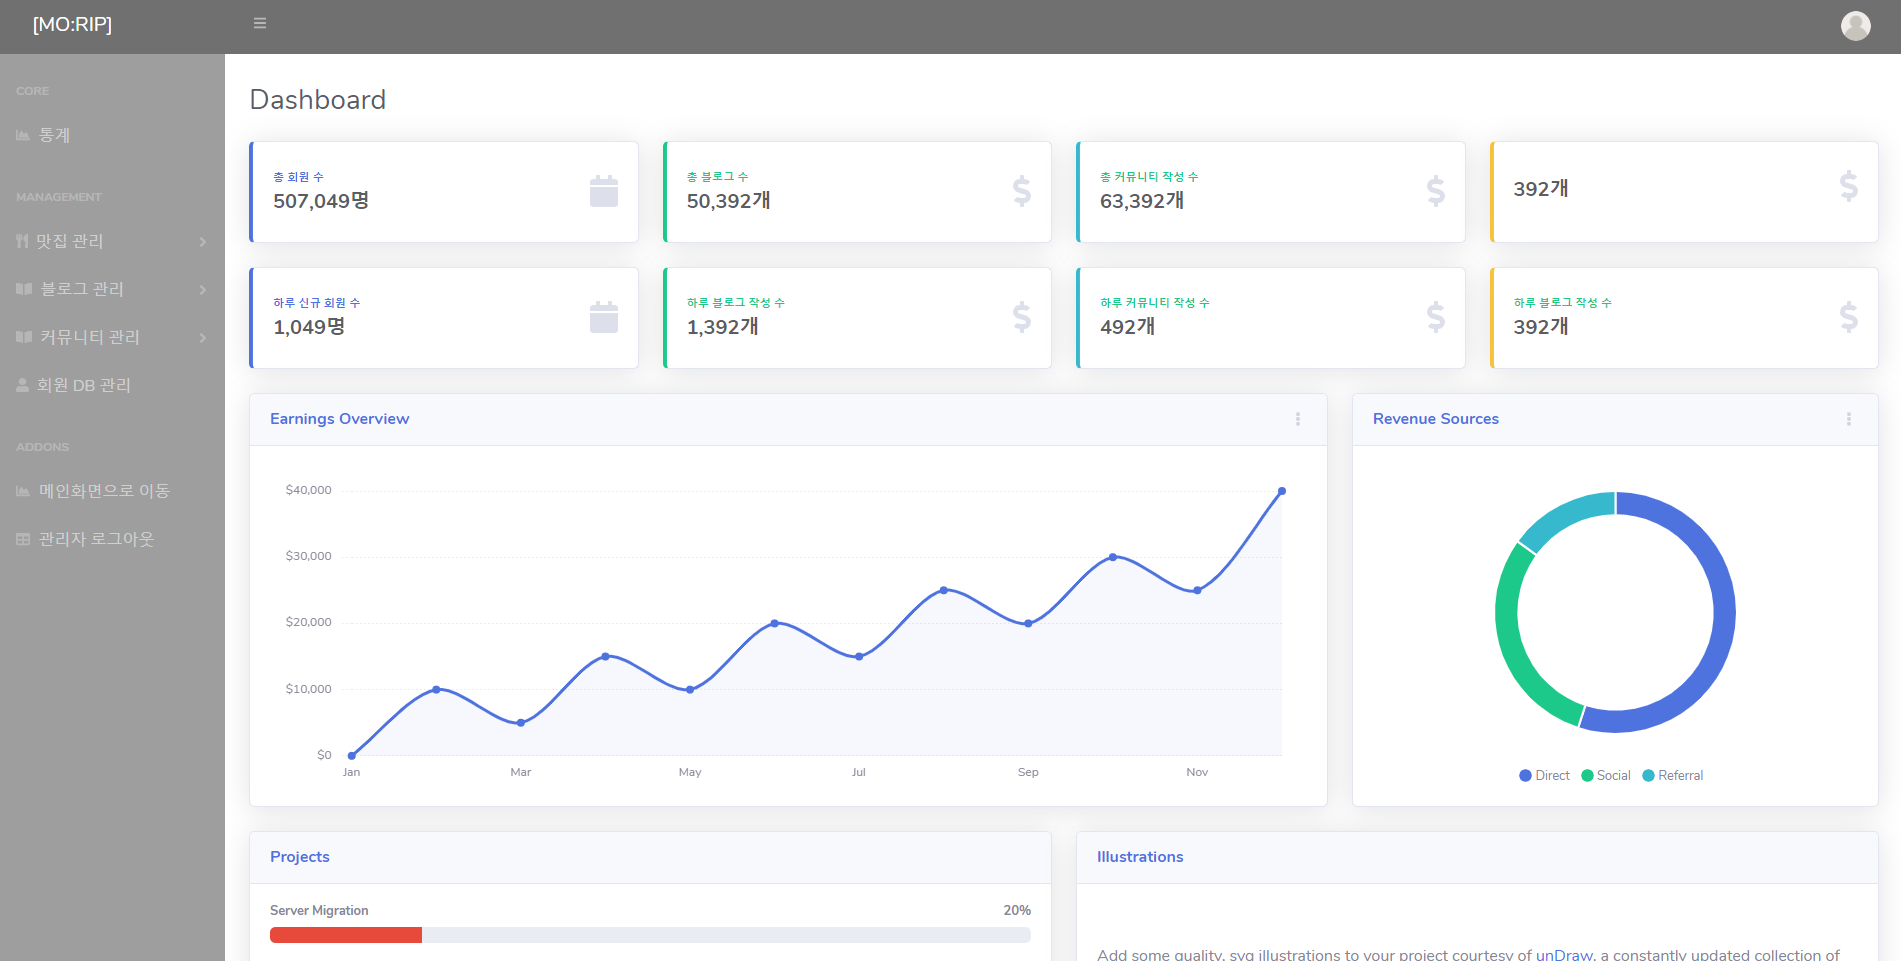 [MO:RIP]
CORE
통계
MANAGEMENT
맛집 관리
블로그 관리
커뮤니티 관리
회원 DB 관리
ADDONS
메인화면으로 이동
관리자 로그아웃
Dashboard
총 회원 수
507,049명
총 블로그 수
50,392개
총 커뮤니티 작성 수
63,392개
392개
하루 신규 회원 수
1,049명
하루 블로그 작성 수
1,392개
하루 커뮤니티 작성 수
492개
하루 블로그 작성 수
392개
Earnings Overview
$40,000
$30,000
$20,000
$10,000
$0
Jan Mar May Jul Sep Nov
Revenue Sources
Direct Social Referral
Projects
Server Migration 20%
Illustrations
Add some quality, svg illustrations to your project courtesy of unDraw, a constantly updated collection of